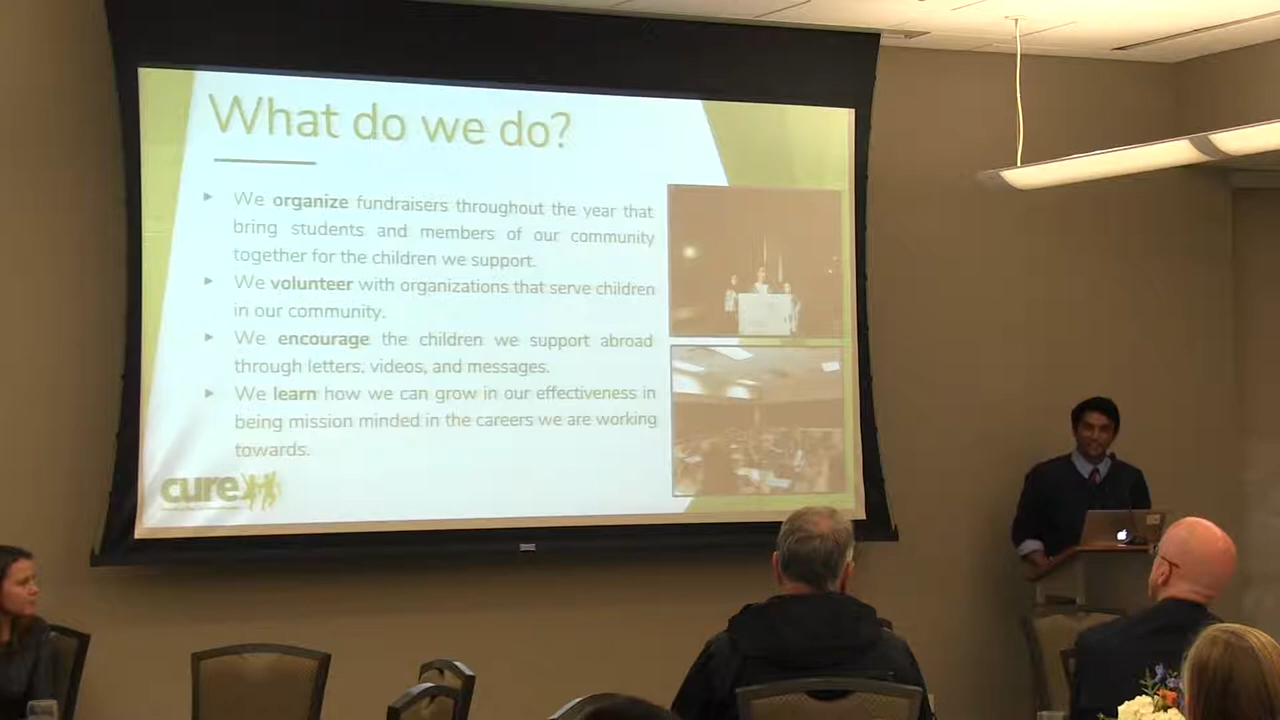 What do we do?
We organize fundraisers throughout the year that
bring students and members of our community
together for the children we support.
We volunteer with organizations that serve children
in our community.
We encourage the children we support abroad
through letters, videos, and messages.
We learn how we can grow in our effectiveness in
being mission minded in the careers we are working
towards.
cure